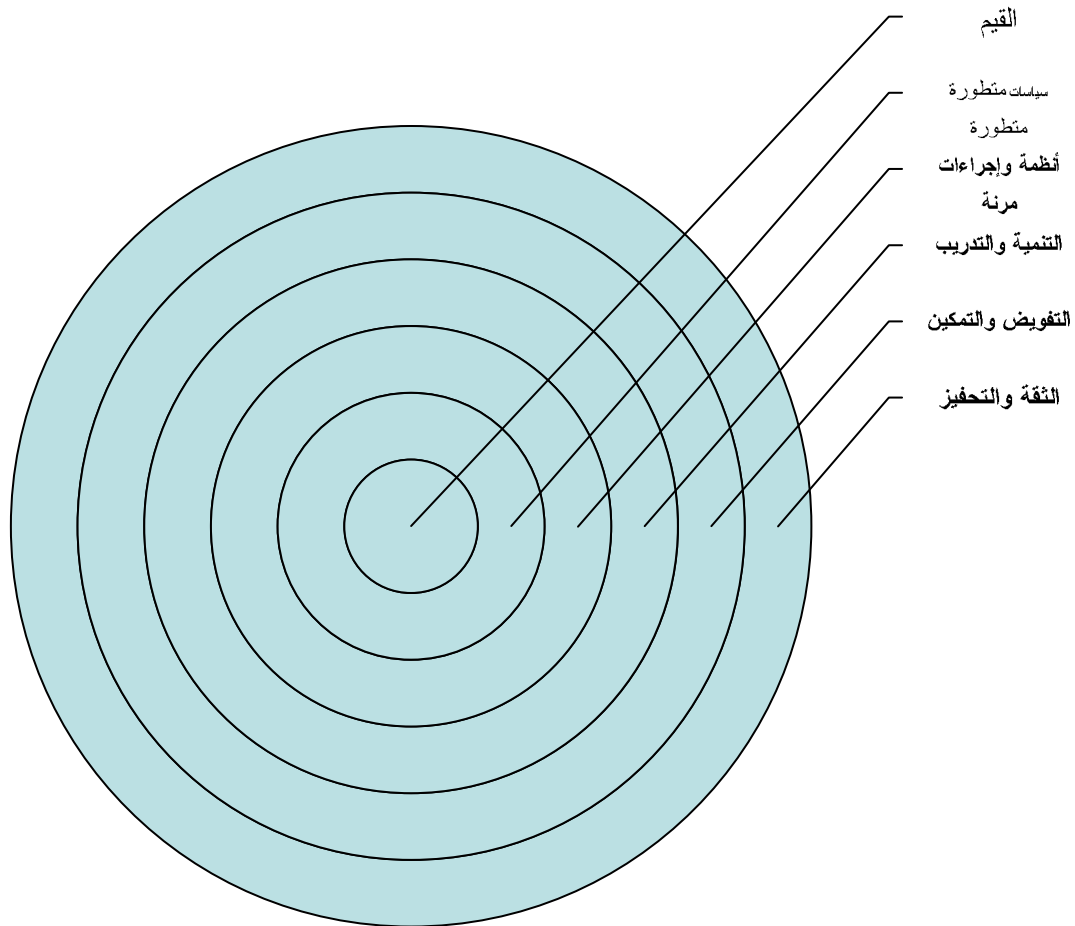 القيم
سياسات متطورة
متطورة
أنظمة وإجراءات
مرنة
التنمية والتدريب
التفويض والتمكين
الثقة والتحفيز